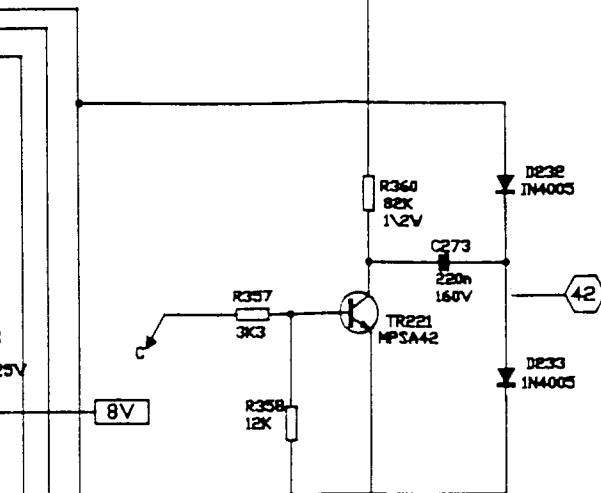 D232
IN4005
R360
82K
1\2W
C273
220n
160V
42
R357
3K3
TR221
MPSA42
C
25V
D233
1N4005
8V
R358
12K